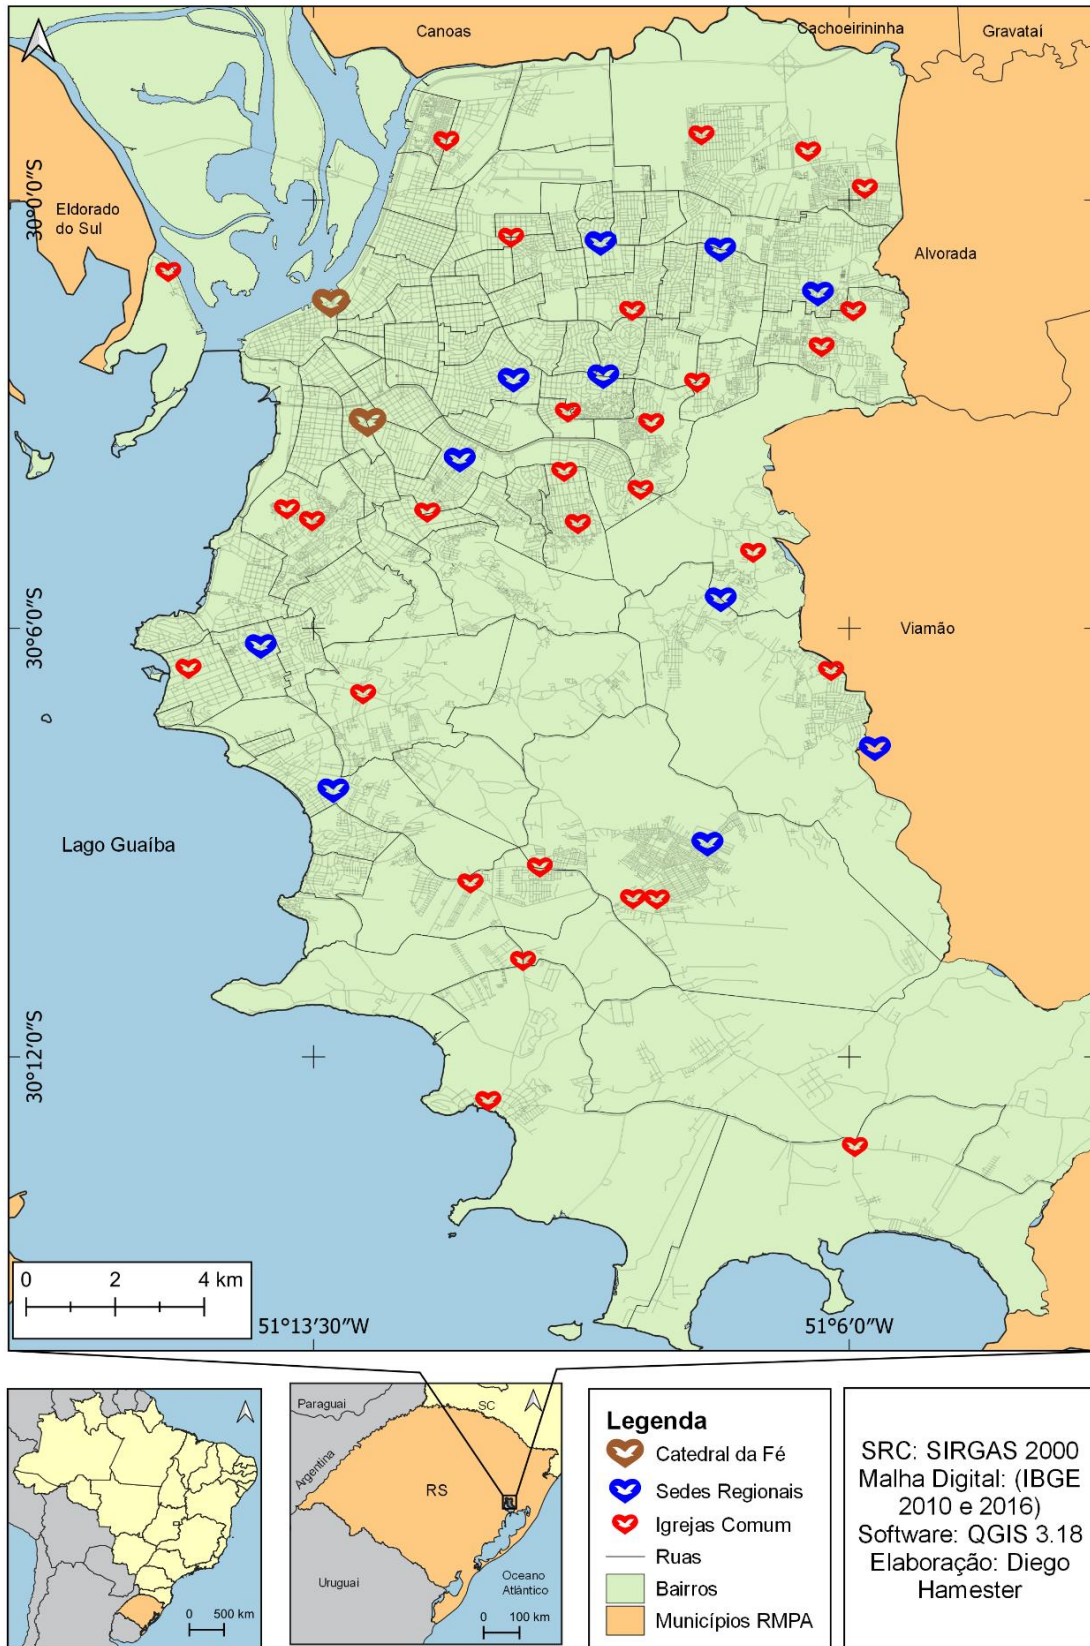 Canoas
Cachoeirininha
Gravataí
30°0′0″S
Eldorado
do Sul
Alvorada
30°6′0″S
Viamão
Lago Guaíba
30°12′0″S
0 2 4 km
51°13′30″W
51°6′0″W
0 500 km
Paraguai
SC
Argentina
RS
Uruguai
Oceano
Atlântico
0 100 km
Legenda
Catedral da Fé
Sedes Regionais
Igrejas Comum
Ruas
Bairros
Municípios RMPA
SRC: SIRGAS 2000
Malha Digital: (IBGE
2010 e 2016)
Software: QGIS 3.18
Elaboração: Diego
Hamester